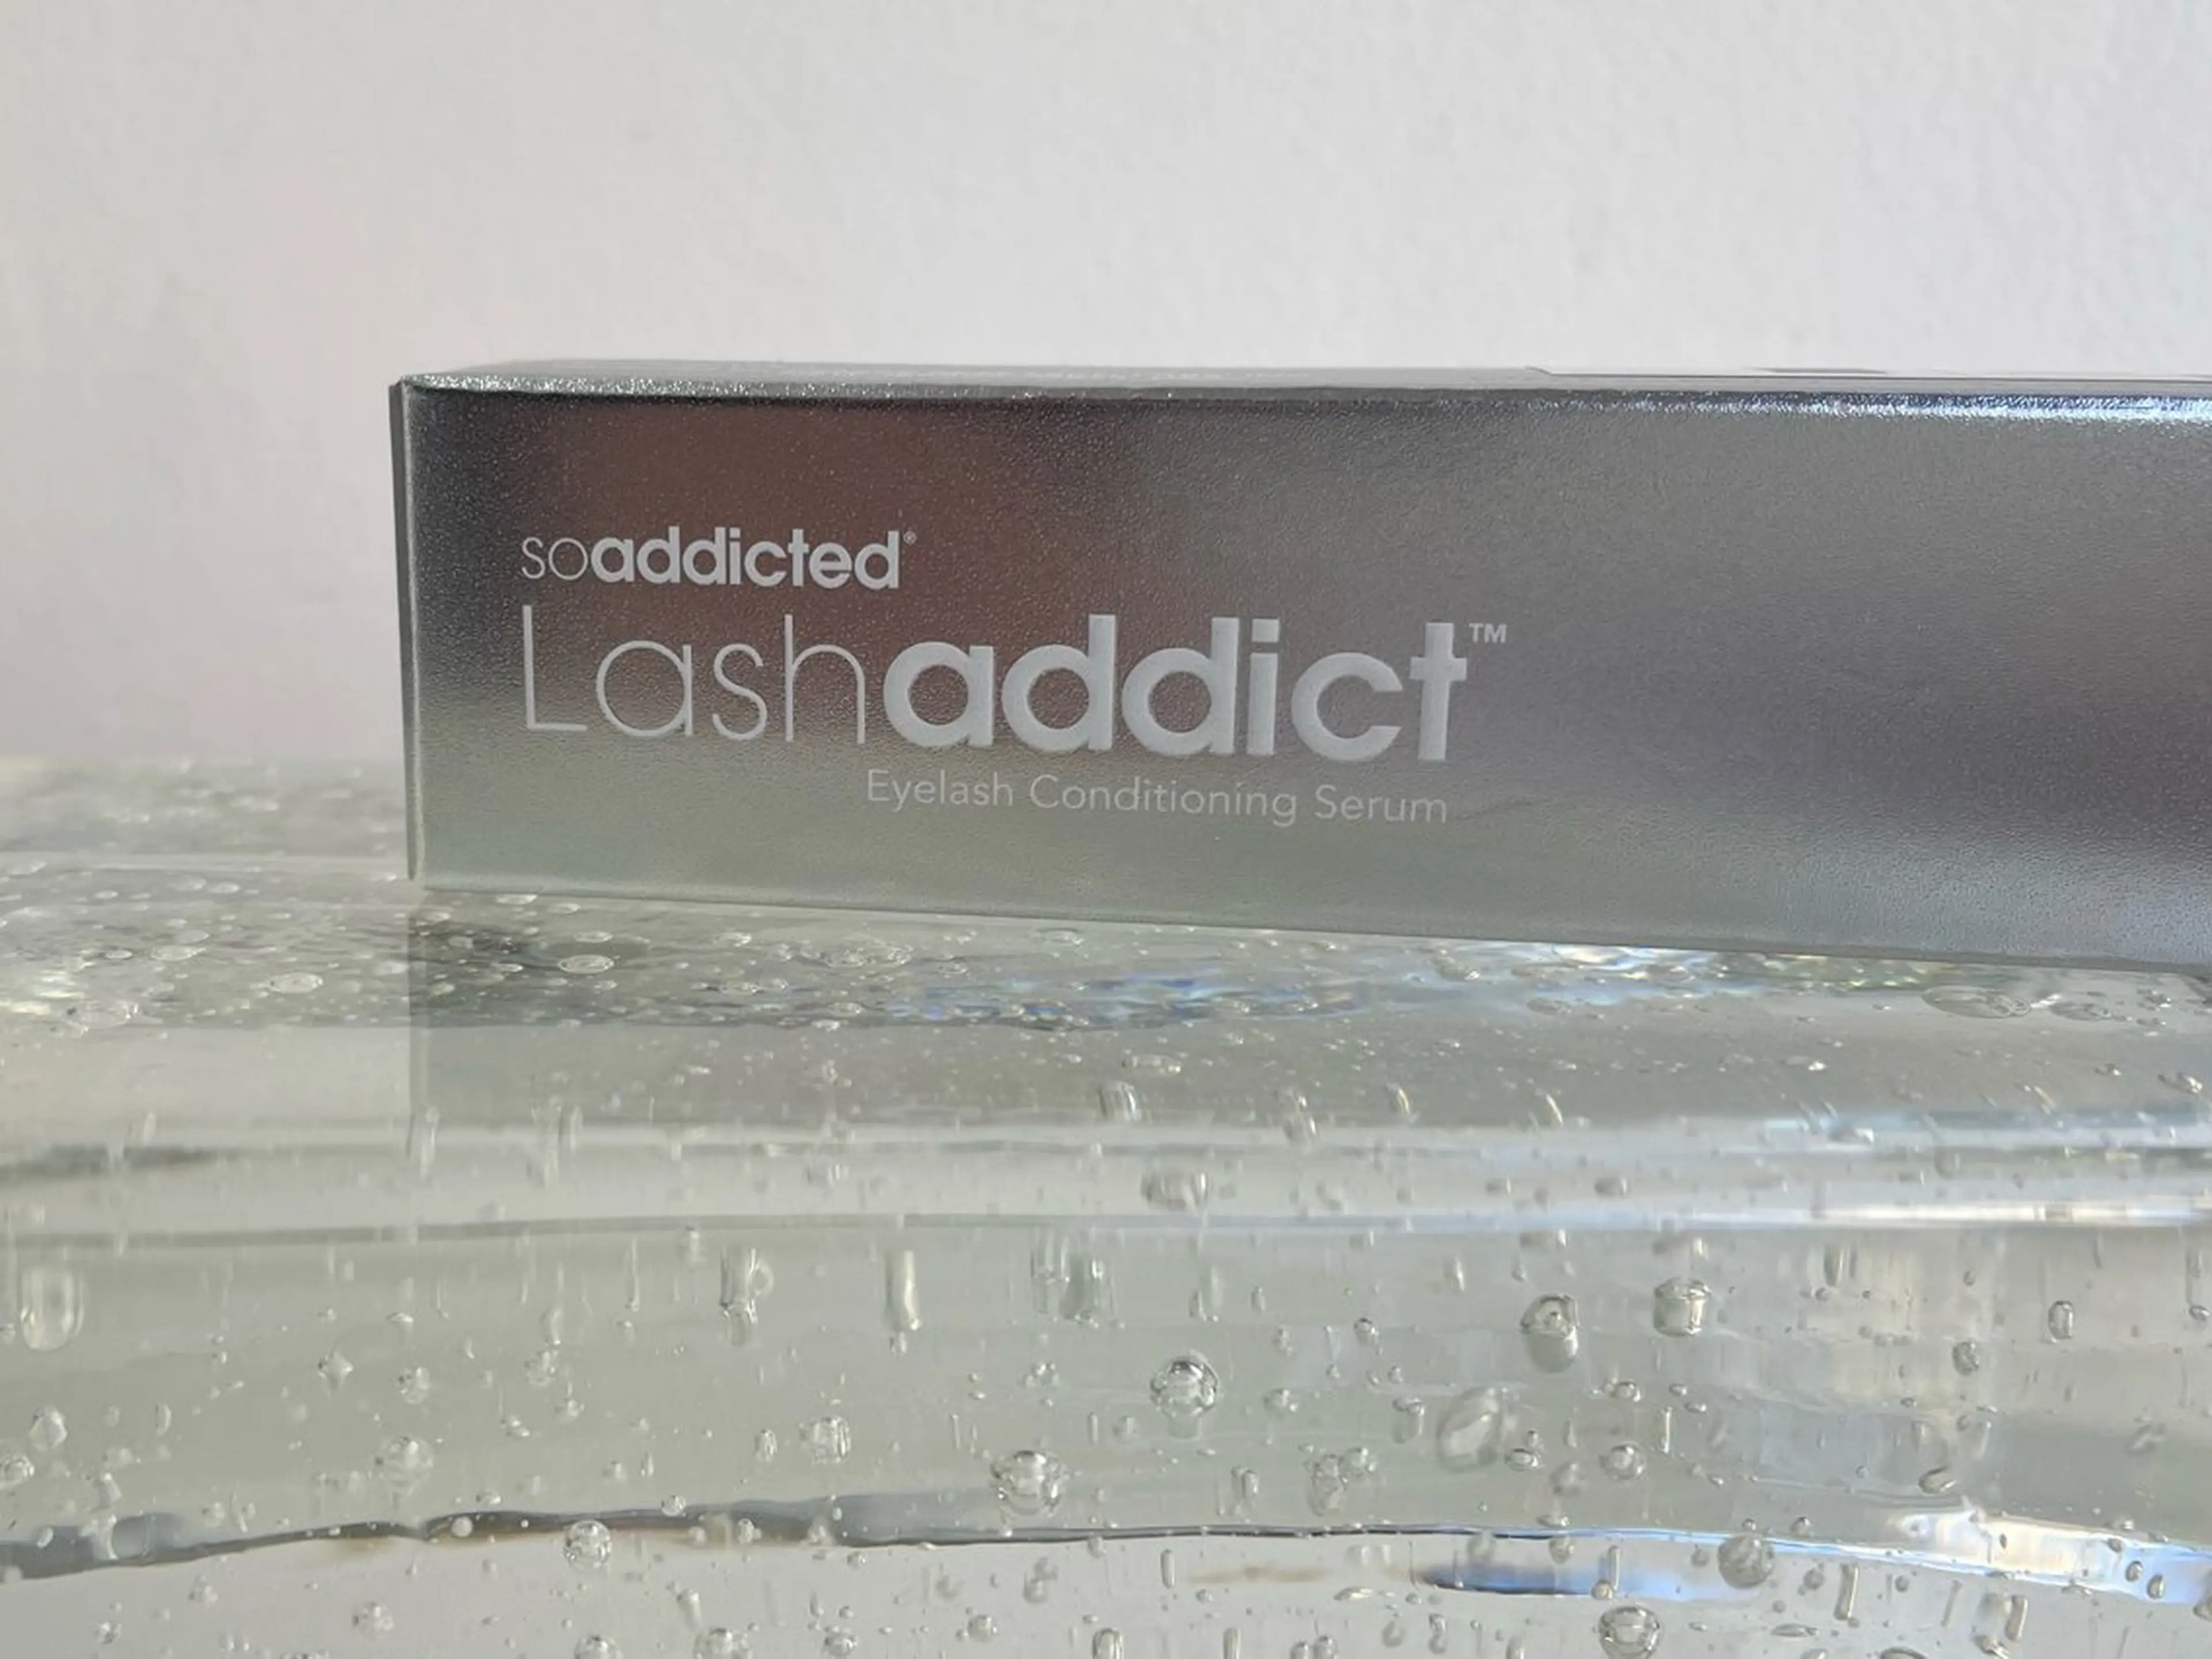 soaddicted®
Lashaddict™
Eyelash Conditioning Serum